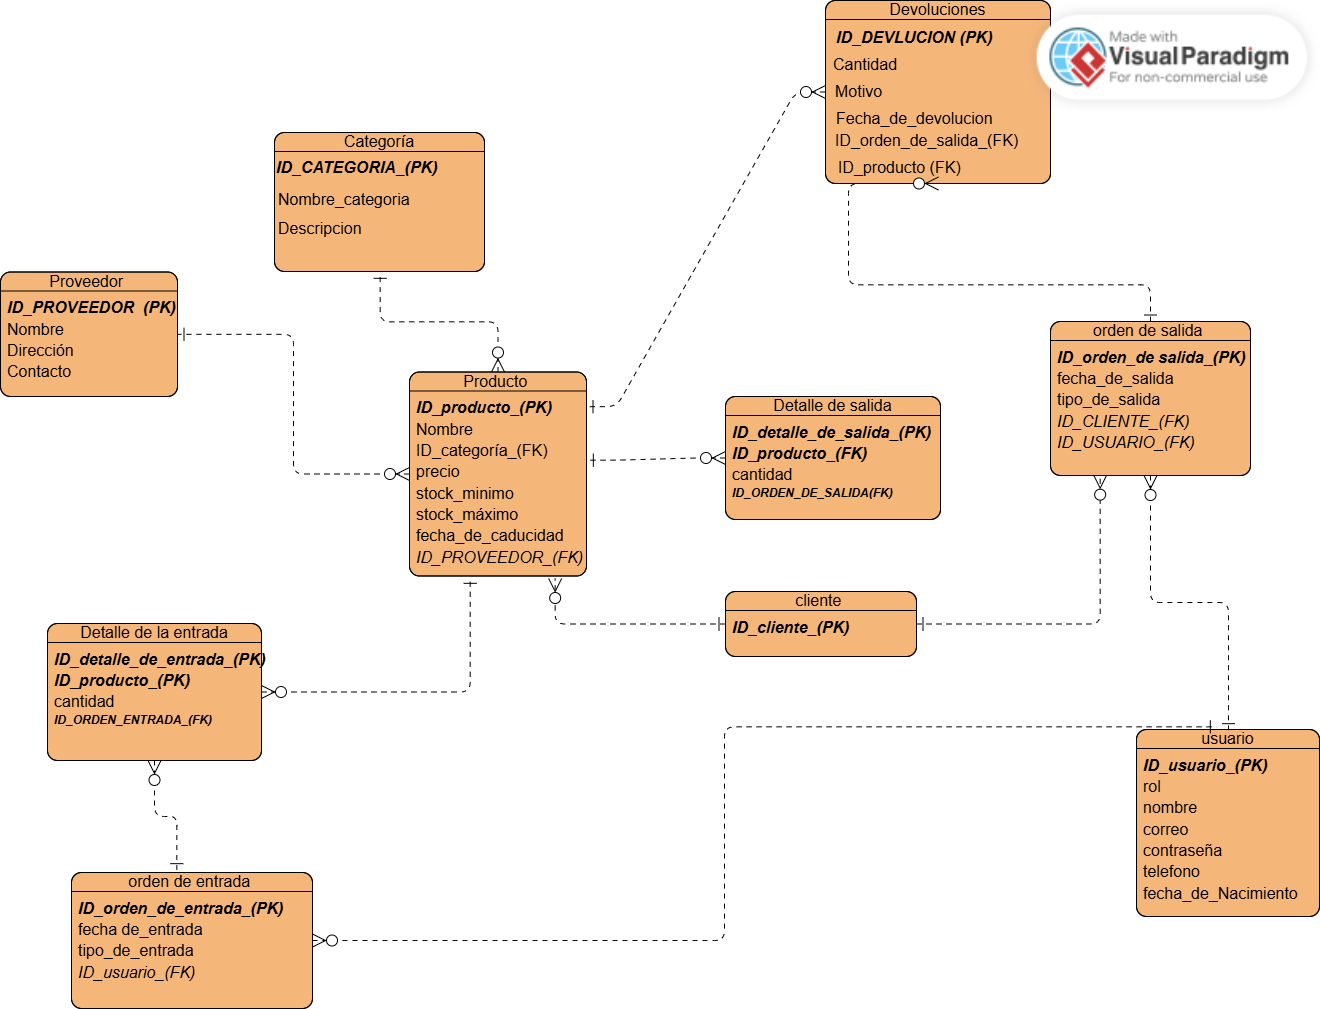 Devoluciones
ID_DEVLUCION (PK)
Cantidad
Motivo
Fecha_de_devolucion
ID_orden_de_salida_(FK)
ID_producto (FK)
Made with
Visual Paradigm
For non-commercial use
Categoría
ID_CATEGORIA_(PK)
Nombre_categoria
Descripcion
Proveedor
ID_PROVEEDOR (PK)
Nombre
Dirección
Contacto
orden de salida
ID_orden_de salida_(PK)
fecha_de_salida
tipo_de_salida
ID_CLIENTE_(FK)
ID_USUARIO_(FK)
Producto
ID_producto_(PK)
Nombre
ID_categoría_(FK)
precio
stock_minimo
stock_máximo
fecha_de_caducidad
ID_PROVEEDOR_(FK)
Detalle de salida
ID_detalle_de_salida_(PK)
ID_producto_(FK)
cantidad
ID_ORDEN_DE_SALIDA(FK)
cliente
ID_cliente_(PK)
Detalle de la entrada
ID_detalle_de_entrada_(PK)
ID_producto_(PK)
cantidad
ID_ORDEN_ENTRADA_(FK)
usuario
ID_usuario_(PK)
rol
nombre
correo
contraseña
telefono
fecha_de_Nacimiento
orden de entrada
ID_orden_de_entrada_(PK)
fecha de_entrada
tipo_de_entrada
ID_usuario_(FK)